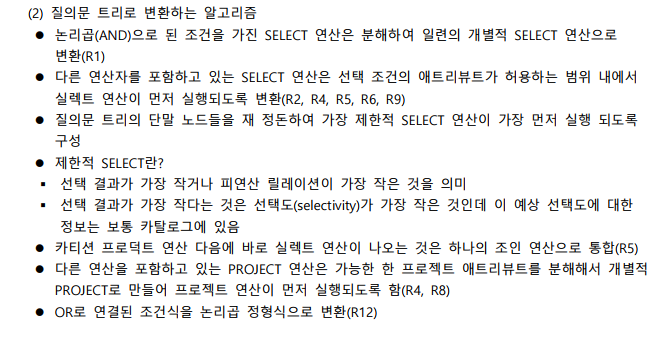 (2) 질의문 트리로 변환하는 알고리즘
● 논리곱(AND)으로 된 조건을 가진 SELECT 연산은 분해하여 일련의 개별적 SELECT 연산으로
변환(R1)
● 다른 연산자를 포함하고 있는 SELECT 연산은 선택 조건의 애트리뷰트가 허용하는 범위 내에서
실렉트 연산이 먼저 실행되도록 변환(R2, R4, R5, R6, R9)
● 질의문 트리의 단말 노드들을 재 정돈하여 가장 제한적 SELECT 연산이 가장 먼저 실행 되도록
구성
● 제한적 SELECT란?
▪ 선택 결과가 가장 작거나 피연산 릴레이션이 가장 작은 것을 의미
▪ 선택 결과가 가장 작다는 것은 선택도(selectivity)가 가장 작은 것인데 이 예상 선택도에 대한
정보는 보통 카탈로그에 있음
● 카티션 프로덕트 연산 다음에 바로 실렉트 연산이 나오는 것은 하나의 조인 연산으로 통합(R5)
● 다른 연산을 포함하고 있는 PROJECT 연산은 가능한 한 프로젝트 애트리뷰트를 분해해서 개별적
PROJECT로 만들어 프로젝트 연산이 먼저 실행되도록 함(R4, R8)
● OR로 연결된 조건식을 논리곱 정형식으로 변환(R12)